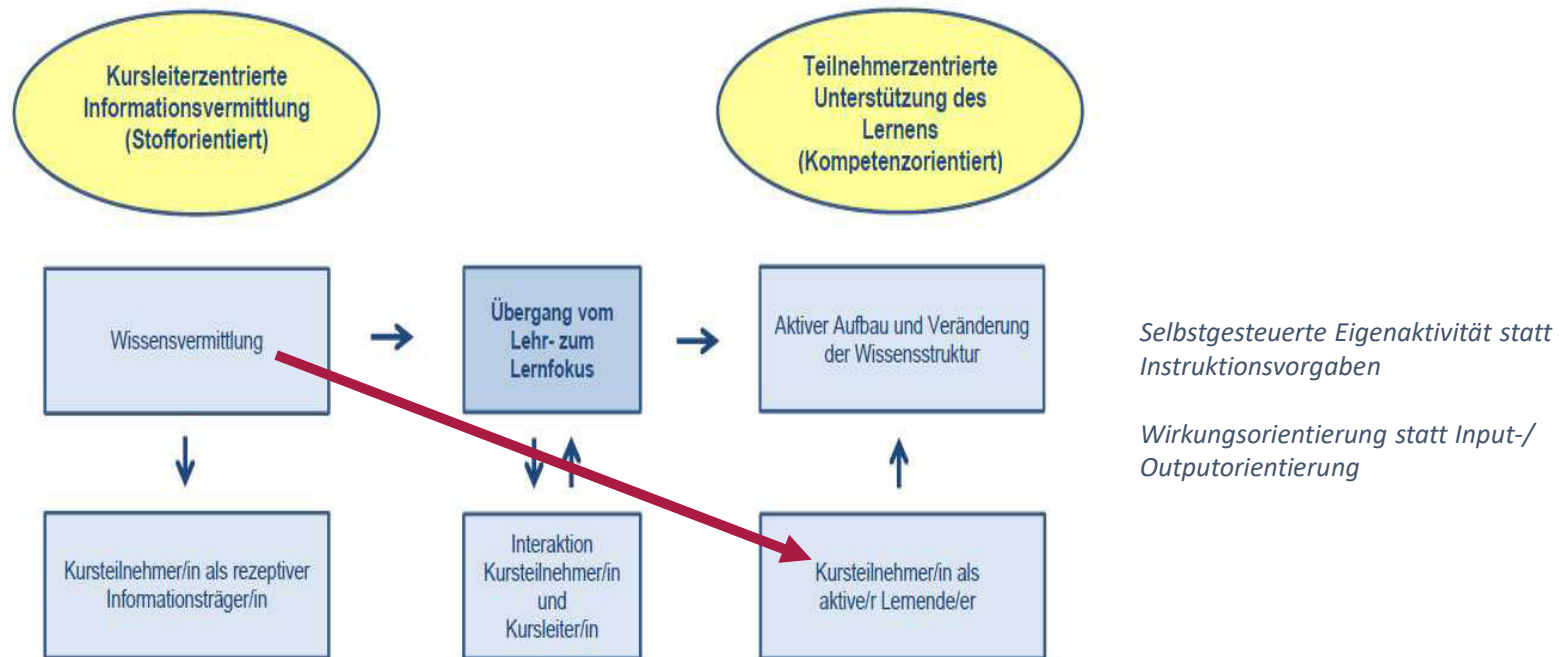 Kursleiterzentrierte
Informationsvermittlung
(Stofforientiert)
Teilnehmerzentrierte
Unterstützung des
Lernens
(Kompetenzorientiert)
Wissensvermittlung
Übergang vom
Lehr- zum
Lernfokus
Aktiver Aufbau und Veränderung
der Wissensstruktur
Selbstgesteuerte Eigenaktivität statt
Instruktionsvorgaben
Wirkungsorientierung statt Input-/
Outputorientierung
Kursteilnehmer/in als rezeptiver
Informationsträger/in
Interaktion
Kursteilnehmer/in
und
Kursleiter/in
Kursteilnehmer/in als
aktive/r Lernende/er